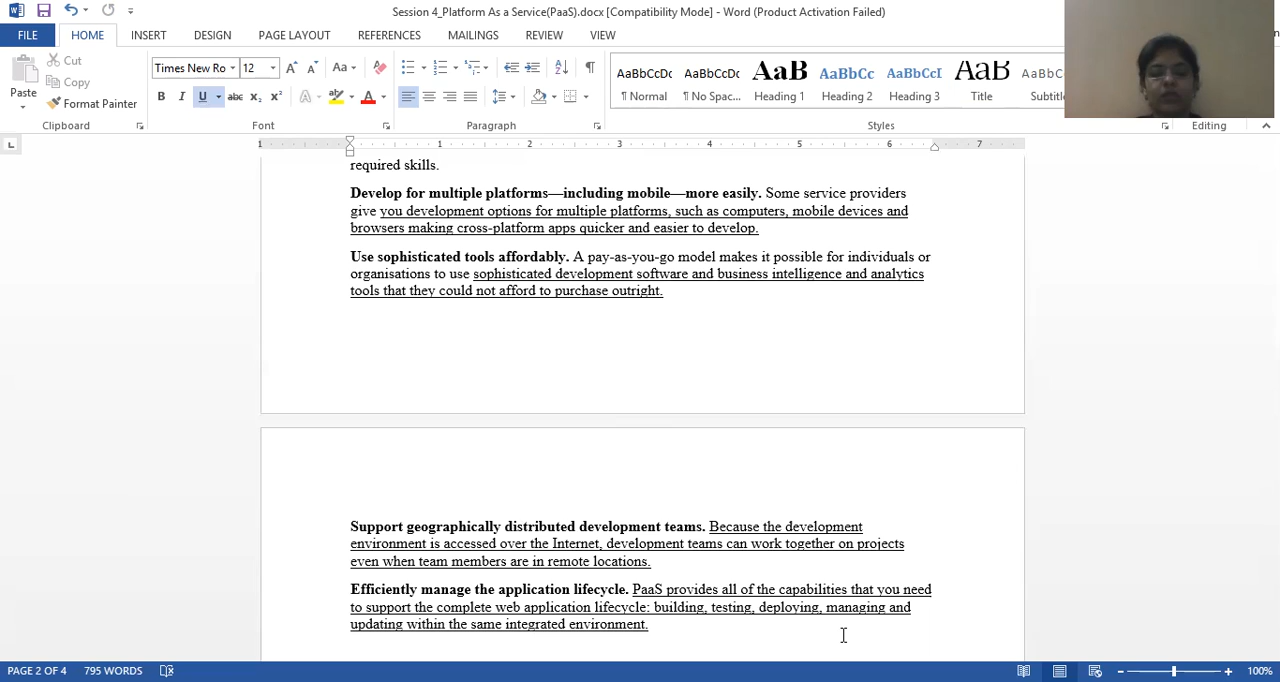 Session 4_Platform As a Service(PaaS).docx [Compatibility Mode] - Word (Product Activation Failed)
FILE HOME INSERT DESIGN PAGE LAYOUT REFERENCES MAILINGS REVIEW VIEW
Cut
Copy
Paste
Format Painter
Clipboard
Times New Ro 12
Font
Paragraph
AaBbCcDc AaBbCcDc AaB AaBbCc AaBbCcI AaB AaBbCc
¶ Normal ¶ No Spac... Heading 1 Heading 2 Heading 3 Title Subtitle
Styles
Editing
1 1 2 3 4 5 6 7
required skills.
Develop for multiple platforms—including mobile—more easily. Some service providers
give you development options for multiple platforms, such as computers, mobile devices and
browsers making cross-platform apps quicker and easier to develop.
Use sophisticated tools affordably. A pay-as-you-go model makes it possible for individuals or
organisations to use sophisticated development software and business intelligence and analytics
tools that they could not afford to purchase outright.
Support geographically distributed development teams. Because the development
environment is accessed over the Internet, development teams can work together on projects
even when team members are in remote locations.
Efficiently manage the application lifecycle. PaaS provides all of the capabilities that you need
to support the complete web application lifecycle: building, testing, deploying, managing and
updating within the same integrated environment.
PAGE 2 OF 4 795 WORDS 100%